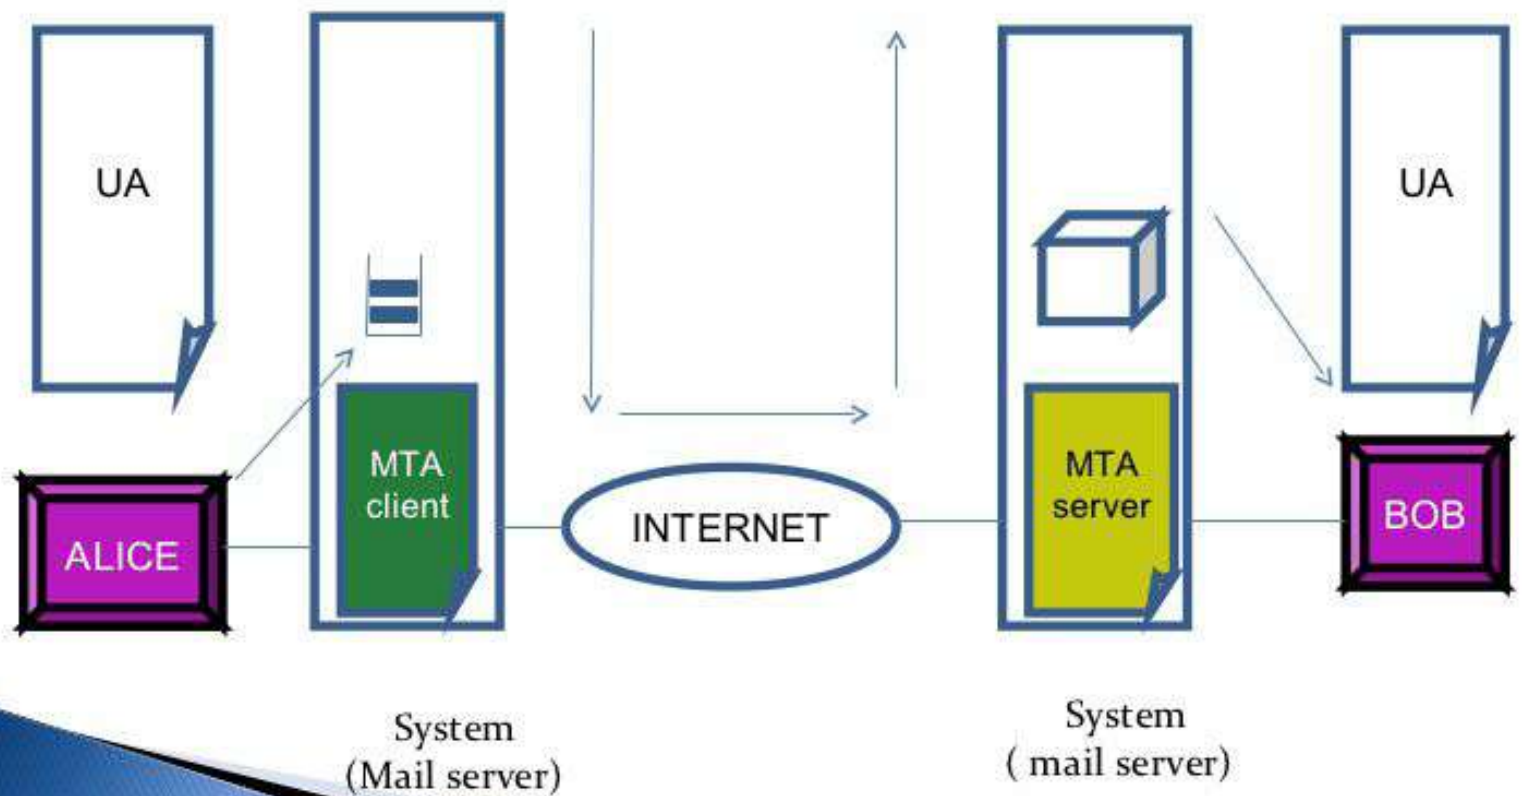 UA
UA
MTA
client
MTA
server
ALICE
INTERNET
BOB
System
(Mail server)
System
( mail server)